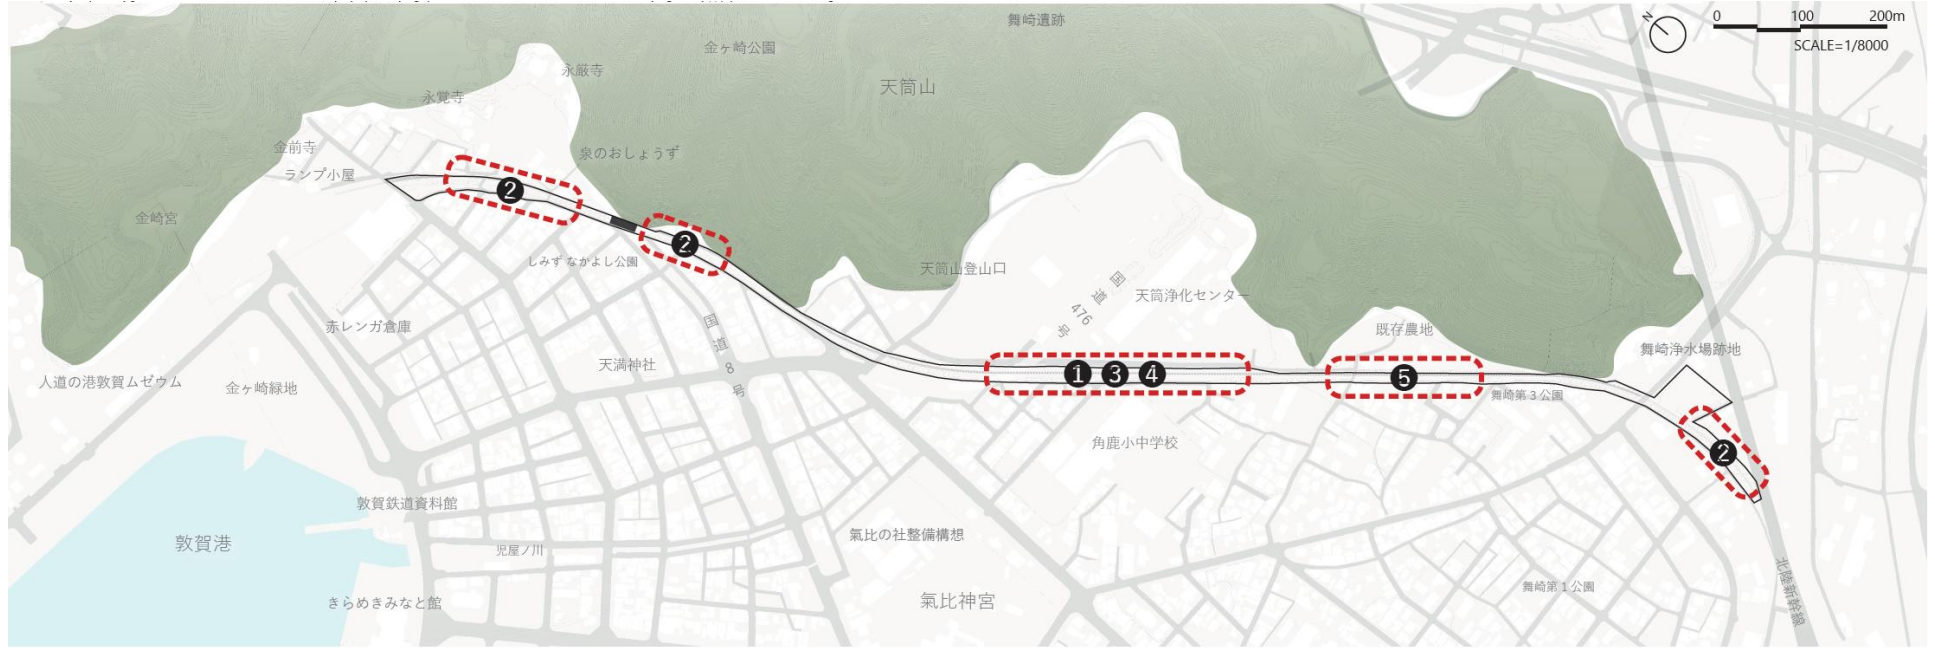 舞崎遺跡
N
0 100 200m
SCALE=1/8000
金ヶ崎公園
永厳寺
天筒山
永覚寺
金前寺
泉のおしょうず
ランプ小屋
❷
金崎宮
❷
しみず なかよし公園
天筒山登山口
国道476号
天筒浄化センター
赤レンガ倉庫
国道8号
既存農地
舞崎浄水場跡地
天満神社
人道の港敦賀ムゼウム
金ヶ崎緑地
❶ ❸ ❹
❺
舞崎第3公園
角鹿小中学校
❷
敦賀鉄道資料館
敦賀港
児屋ノ川
氣比の社整備構想
舞崎第1公園
北陸新幹線
きらめきみなと館
氣比神宮